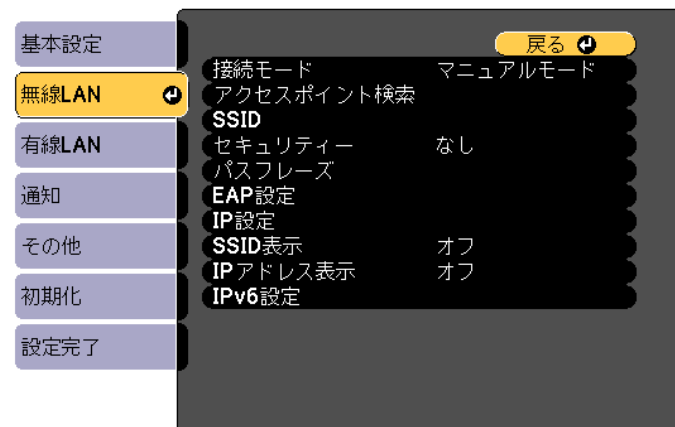 基本設定
無線LAN
有線LAN
通知
その他
初期化
設定完了
戻る
接続モード マニュアルモード
アクセスポイント検索
SSID
セキュリティー なし
パスフレーズ
EAP設定
IP設定
SSID表示 オフ
IPアドレス表示 オフ
IPv6設定